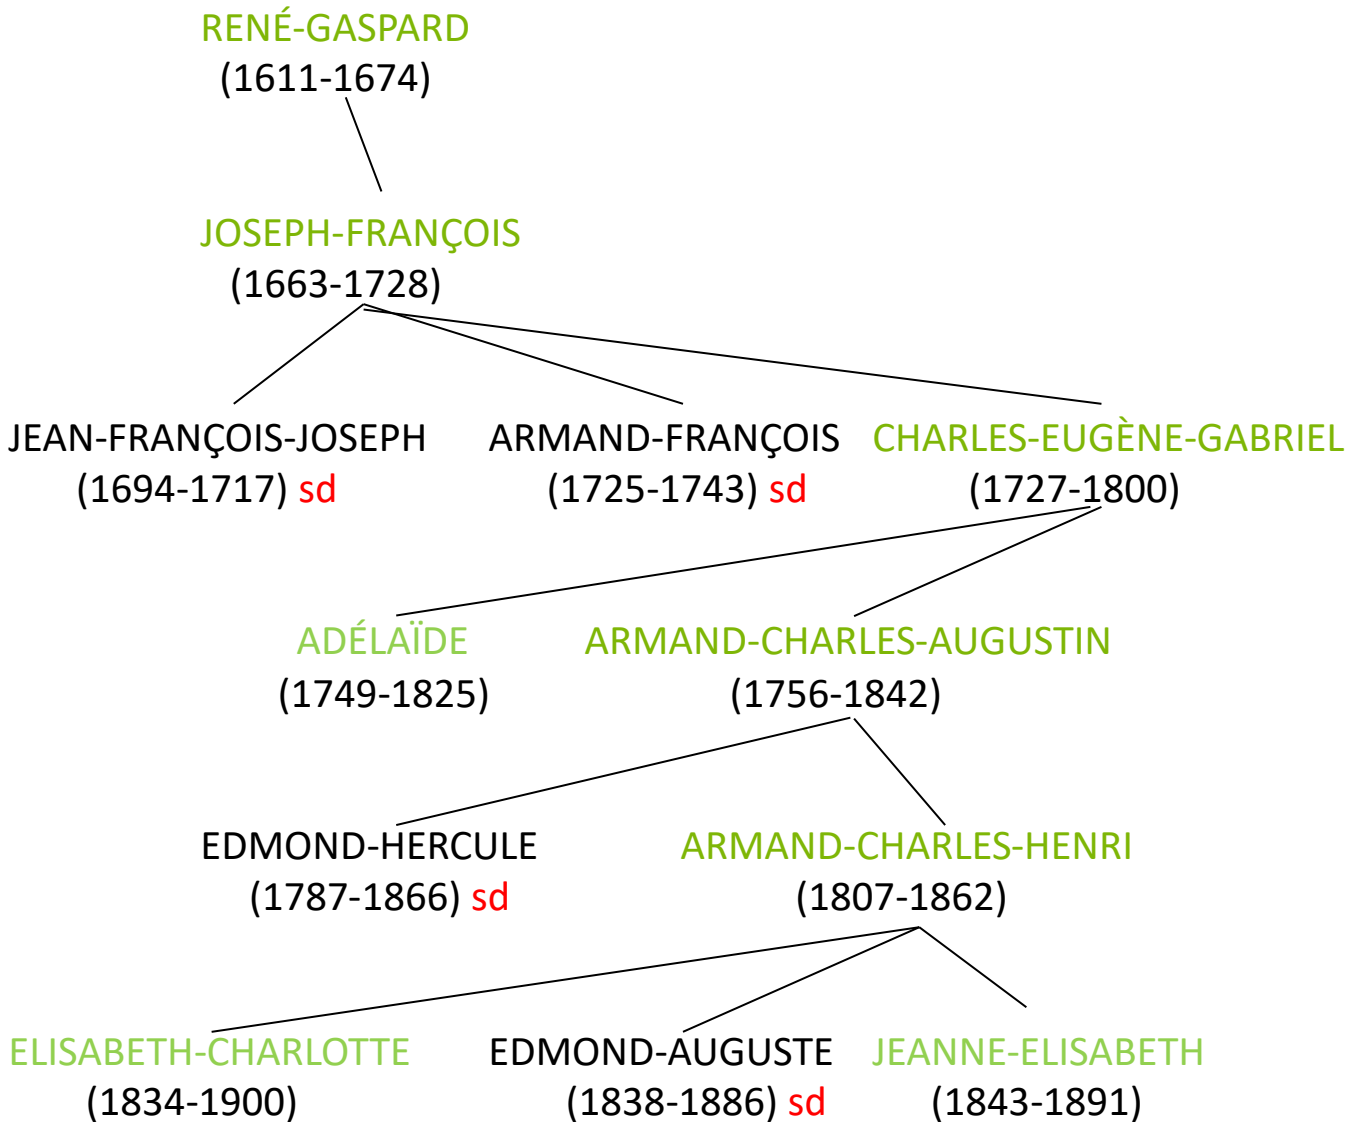 RENÉ-GASPARD
(1611-1674)
JOSEPH-FRANÇOIS
(1663-1728)
JEAN-FRANÇOIS-JOSEPH
(1694-1717) sd
ARMAND-FRANÇOIS
(1725-1743) sd
CHARLES-EUGÈNE-GABRIEL
(1727-1800)
ADÉLAÏDE
(1749-1825)
ARMAND-CHARLES-AUGUSTIN
(1756-1842)
EDMOND-HERCULE
(1787-1866) sd
ARMAND-CHARLES-HENRI
(1807-1862)
ELISABETH-CHARLOTTE
(1834-1900)
EDMOND-AUGUSTE
(1838-1886) sd
JEANNE-ELISABETH
(1843-1891)